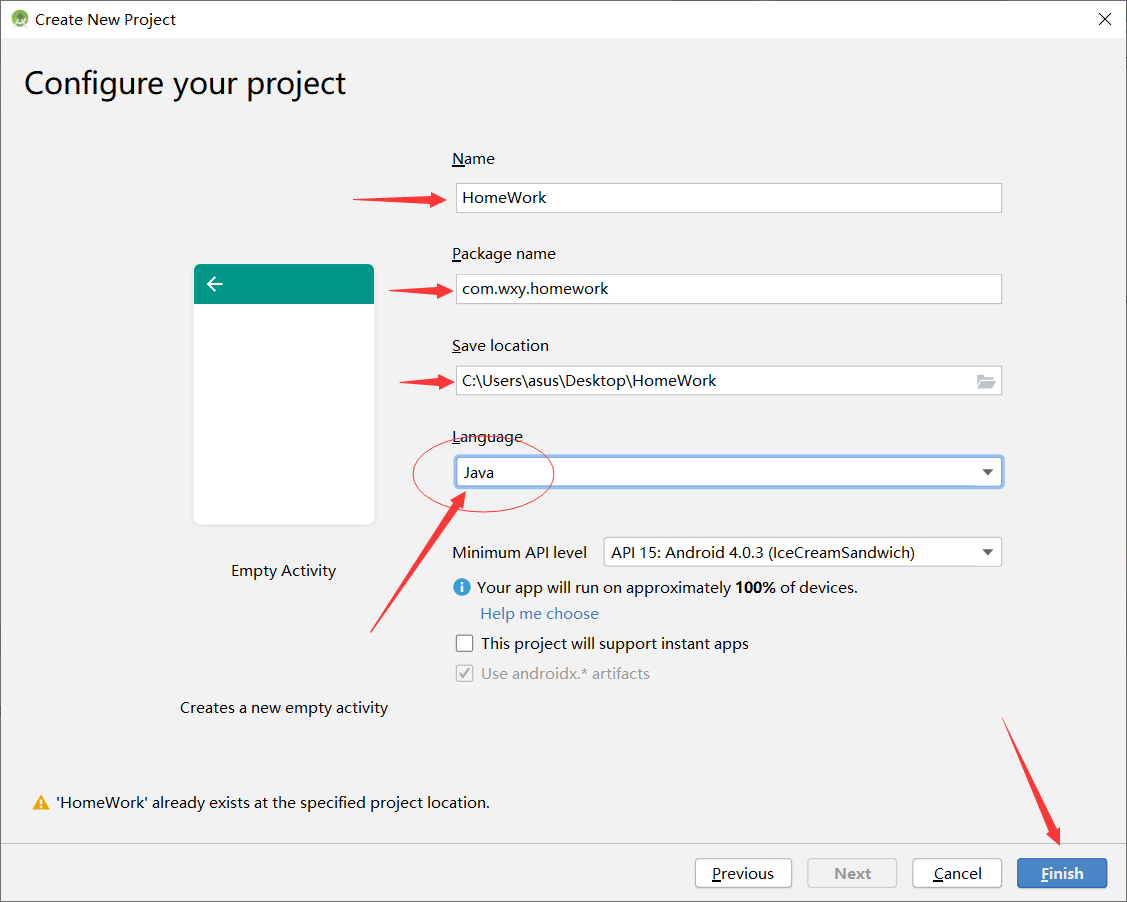 Create New Project
Configure your project
Name
HomeWork
Package name
com.wxy.homework
Save location
C:\Users\asus\Desktop\HomeWork
Language
Java
Minimum API level API 15: Android 4.0.3 (IceCreamSandwich)
Your app will run on approximately 100% of devices.
Help me choose
This project will support instant apps
Use androidx.* artifacts
Empty Activity
Creates a new empty activity
'HomeWork' already exists at the specified project location.
Previous Next Cancel Finish